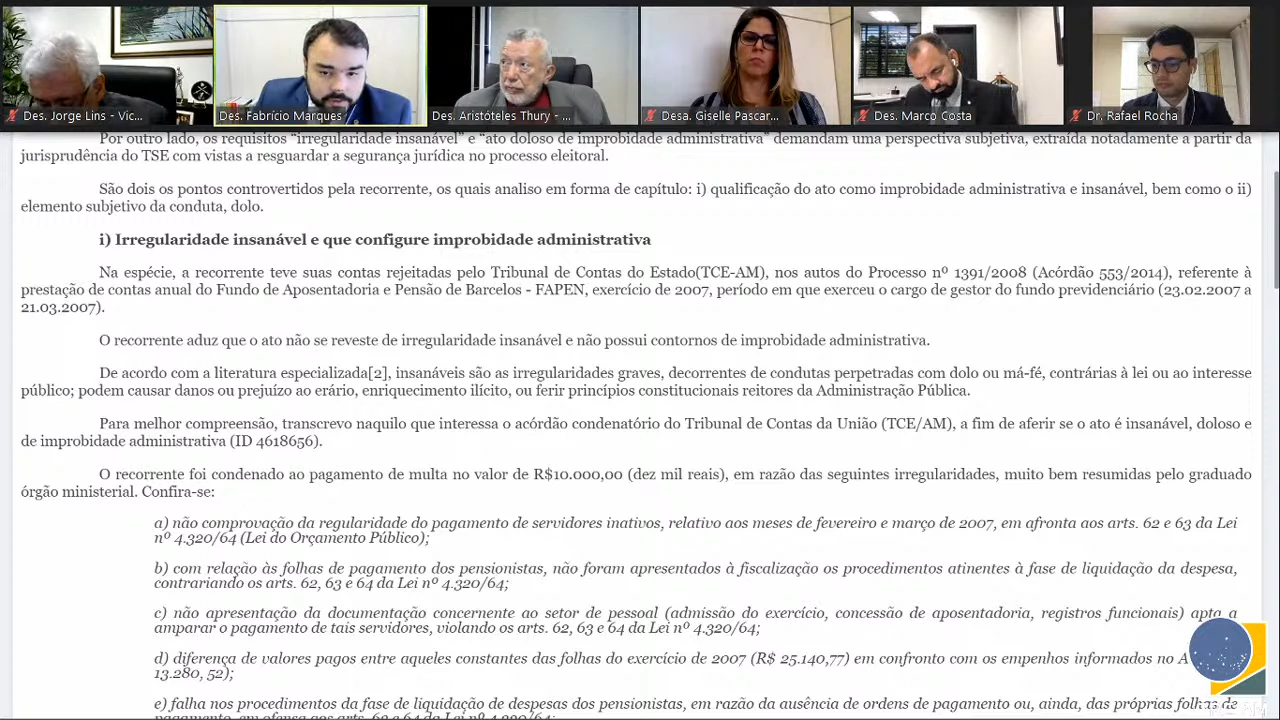 Des. Jorge Lins - Vic...
Des. Fabrício Marques
Des. Aristóteles Thury - ...
Desa. Giselle Pascar...
Des. Marco Costa
Dr. Rafael Rocha
Por outro lado, os requisitos “irregularidade insanável” e “ato doloso de improbidade administrativa” demandam uma perspectiva subjetiva, extraída notadamente a partir da
jurisprudência do TSE com vistas a resguardar a segurança jurídica no processo eleitoral.
São dois os pontos controvertidos pela recorrente, os quais analiso em forma de capítulo: i) qualificação do ato como improbidade administrativa e insanável, bem como o ii)
elemento subjetivo da conduta, dolo.
i) Irregularidade insanável e que configure improbidade administrativa
Na espécie, a recorrente teve suas contas rejeitadas pelo Tribunal de Contas do Estado(TCE-AM), nos autos do Processo nº 1391/2008 (Acórdão 553/2014), referente à
prestação de contas anual do Fundo de Aposentadoria e Pensão de Barcelos - FAPEN, exercício de 2007, período em que exerceu o cargo de gestor do fundo previdenciário (23.02.2007 a
21.03.2007).
O recorrente aduz que o ato não se reveste de irregularidade insanável e não possui contornos de improbidade administrativa.
De acordo com a literatura especializada[2], insanáveis são as irregularidades graves, decorrentes de condutas perpetradas com dolo ou má-fé, contrárias à lei ou ao interesse
público; podem causar danos ou prejuízo ao erário, enriquecimento ilícito, ou ferir princípios constitucionais reitores da Administração Pública.
Para melhor compreensão, transcrevo naquilo que interessa o acórdão condenatório do Tribunal de Contas da União (TCE/AM), a fim de aferir se o ato é insanável, doloso e
de improbidade administrativa (ID 4618656).
O recorrente foi condenado ao pagamento de multa no valor de R$10.000,00 (dez mil reais), em razão das seguintes irregularidades, muito bem resumidas pelo graduado
órgão ministerial. Confira-se:
a) não comprovação da regularidade do pagamento de servidores inativos, relativo aos meses de fevereiro e março de 2007, em afronta aos arts. 62 e 63 da Lei
nº 4.320/64 (Lei do Orçamento Público);
b) com relação às folhas de pagamento dos pensionistas, não foram apresentados à fiscalização os procedimentos atinentes à fase de liquidação da despesa,
contrariando os arts. 62, 63 e 64 da Lei nº 4.320/64;
c) não apresentação da documentação concernente ao setor de pessoal (admissão do exercício, concessão de aposentadoria, registros funcionais) apta a
amparar o pagamento de tais servidores, violando os arts. 62, 63 e 64 da Lei nº 4.320/64;
d) diferença de valores pagos entre aqueles constantes das folhas do exercício de 2007 (R$ 25.140,77) em confronto com os empenhos informados no A
13.280, 52);
e) falha nos procedimentos da fase de liquidação de despesa dos pensionistas, em razão da ausência de ordens de pagamento ou, ainda, das próprias folhas de
pagamento, em ofensa aos arts. 62 e 64 da Lei nº 4.320/64;